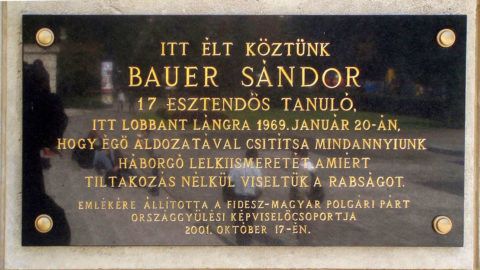 ITT ÉLT KÖZTÜNK
BAUER SÁNDOR
17 ESZTENDŐS TANULÓ,
ITT LOBBANT LÁNGRA 1969. JANUÁR 20-ÁN,
HOGY ÉGŐ ÁLDOZATÁVAL CSITÍTSA MINDANNYIUNK
HÁBORGÓ LELKIISMERETÉT AMIÉRT
TILTAKOZÁS NÉLKÜL VISELTÜK A RABSÁGOT.
EMLÉKÉRE ÁLLÍTOTTA A FIDESZ-MAGYAR POLGÁRI PÁRT
ORSZÁGGYŰLÉSI KÉPVISELŐCSOPORTJA
2001. OKTÓBER 17-ÉN.